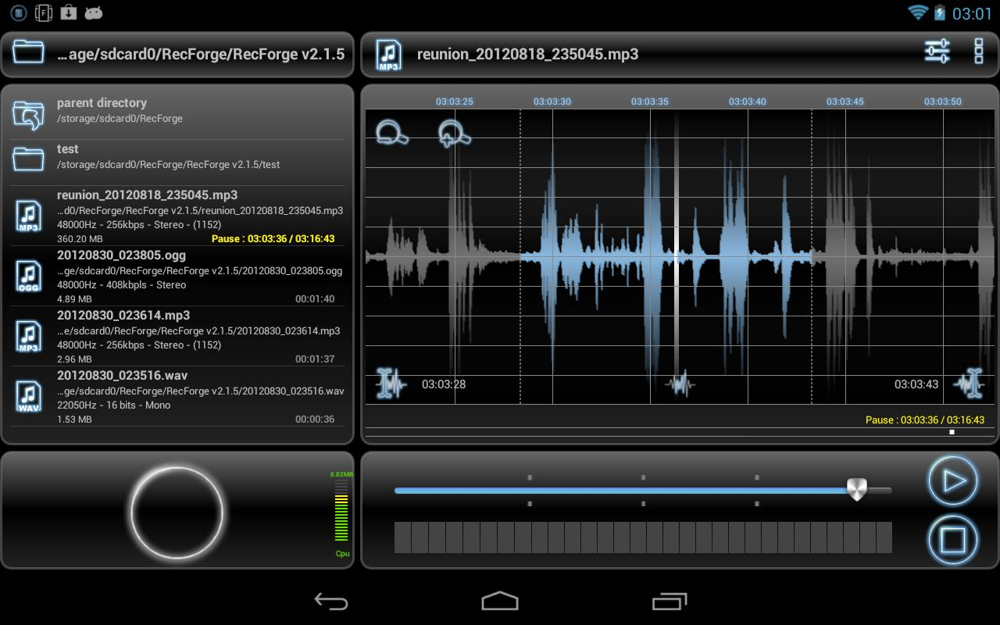 03:01
...age/sdcard0/RecForge/RecForge v2.1.5
MP3
reunion_20120818_235045.mp3
parent directory
/storage/sdcard0/RecForge
test
/storage/sdcard0/RecForge/RecForge v2.1.5/test
reunion_20120818_235045.mp3
...d0/RecForge/RecForge v2.1.5/reunion_20120818_235045.mp3
MP3
48000Hz - 256kbps - Stereo - (1152)
360.20 MB
Pause : 03:03:36 / 03:16:43
20120830_023805.ogg
...ge/sdcard0/RecForge/RecForge v2.1.5/20120830_023805.ogg
OGG
48000Hz - 408kbpls - Stereo
4.89 MB
00:01:40
20120830_023614.mp3
...e/sdcard0/RecForge/RecForge v2.1.5/20120830_023614.mp3
MP3
48000Hz - 256kbps - Stereo - (1152)
2.96 MB
00:01:37
20120830_023516.wav
...ge/sdcard0/RecForge/RecForge v2.1.5/20120830_023516.wav
WAV
22050Hz - 16 bits - Mono
1.53 MB
00:00:36
03:03:25
03:03:30
03:03:35
03:03:40
03:03:45
03:03:50
03:03:28
03:03:43
Pause : 03:03:36 / 03:16:43
8.82MB
Cpu